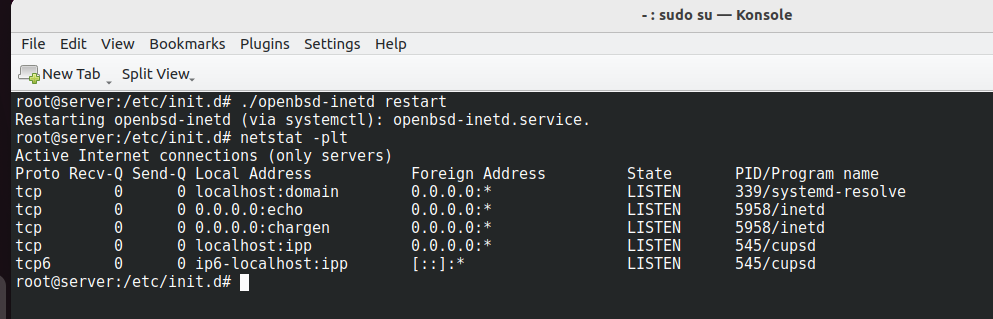 - : sudo su — Konsole
File Edit View Bookmarks Plugins Settings Help
New Tab Split View
root@server:/etc/init.d# ./openbsd-inetd restart
Restarting openbsd-inetd (via systemctl): openbsd-inetd.service.
root@server:/etc/init.d# netstat -plt
Active Internet connections (only servers)
Proto Recv-Q Send-Q Local Address           Foreign Address         State       PID/Program name
tcp        0      0 localhost:domain        0.0.0.0:*               LISTEN      339/systemd-resolve
tcp        0      0 0.0.0.0:echo            0.0.0.0:*               LISTEN      5958/inetd
tcp        0      0 0.0.0.0:chargen         0.0.0.0:*               LISTEN      5958/inetd
tcp        0      0 localhost:ipp           0.0.0.0:*               LISTEN      545/cupsd
tcp6       0      0 ip6-localhost:ipp       [::]:*                  LISTEN      545/cupsd
root@server:/etc/init.d#